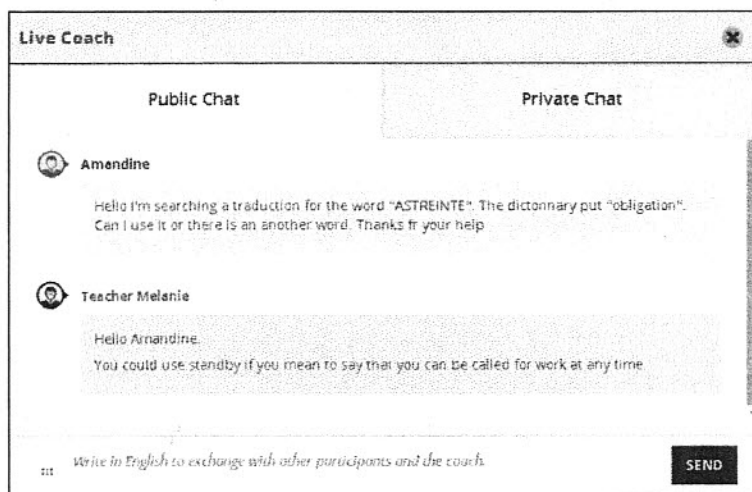 Live Coach
Public Chat
Private Chat
Amandine
Hello I'm searching a traduction for the word "ASTREINTE". The dictonnary put "obligation".
Can I use it or there is an another word. Thanks fr your help
Teacher Melanie
Hello Amandine.
You could use standby if you mean to say that you can be called for work at any time
Write in English to exchange with other participants and the coach.
SEND